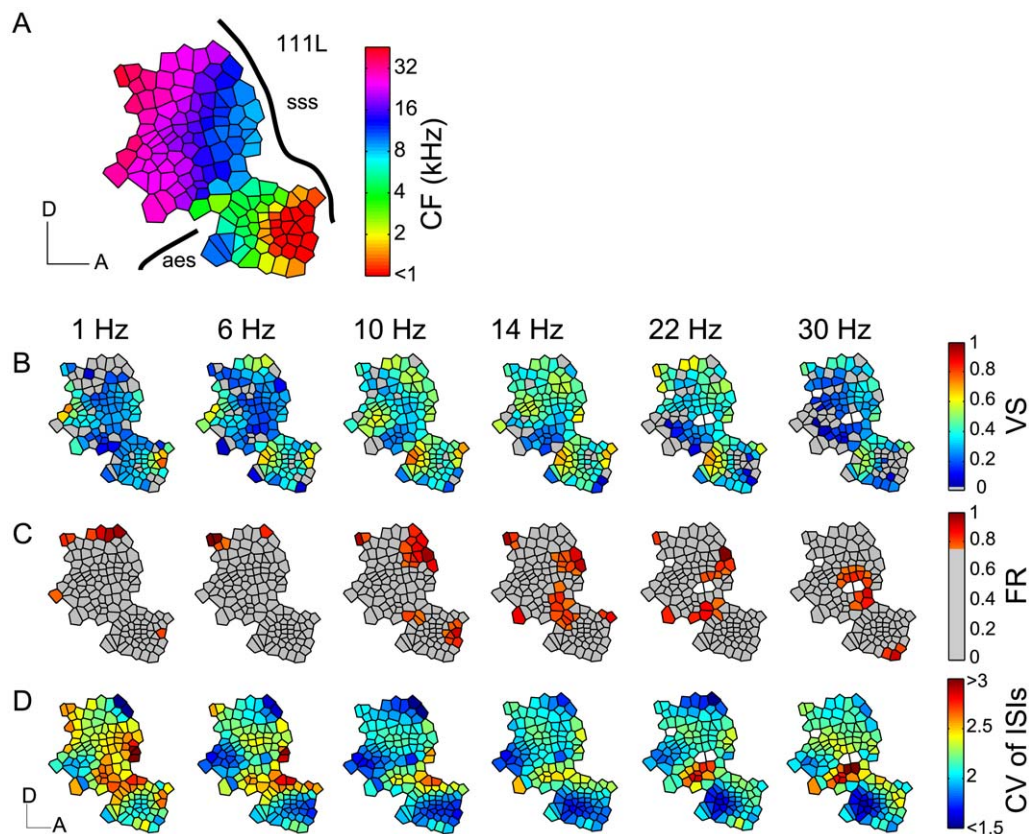 A
111L
sss
aes
D
A
32
16
8
4
2
<1
CF (kHz)
1 Hz 6 Hz 10 Hz 14 Hz 22 Hz 30 Hz
B
1
0.8
0.6
0.4
0.2
0
VS
C
1
0.8
0.6
0.4
0.2
0
FR
D
>3
2.5
2
<1.5
CV of ISIs
D
A